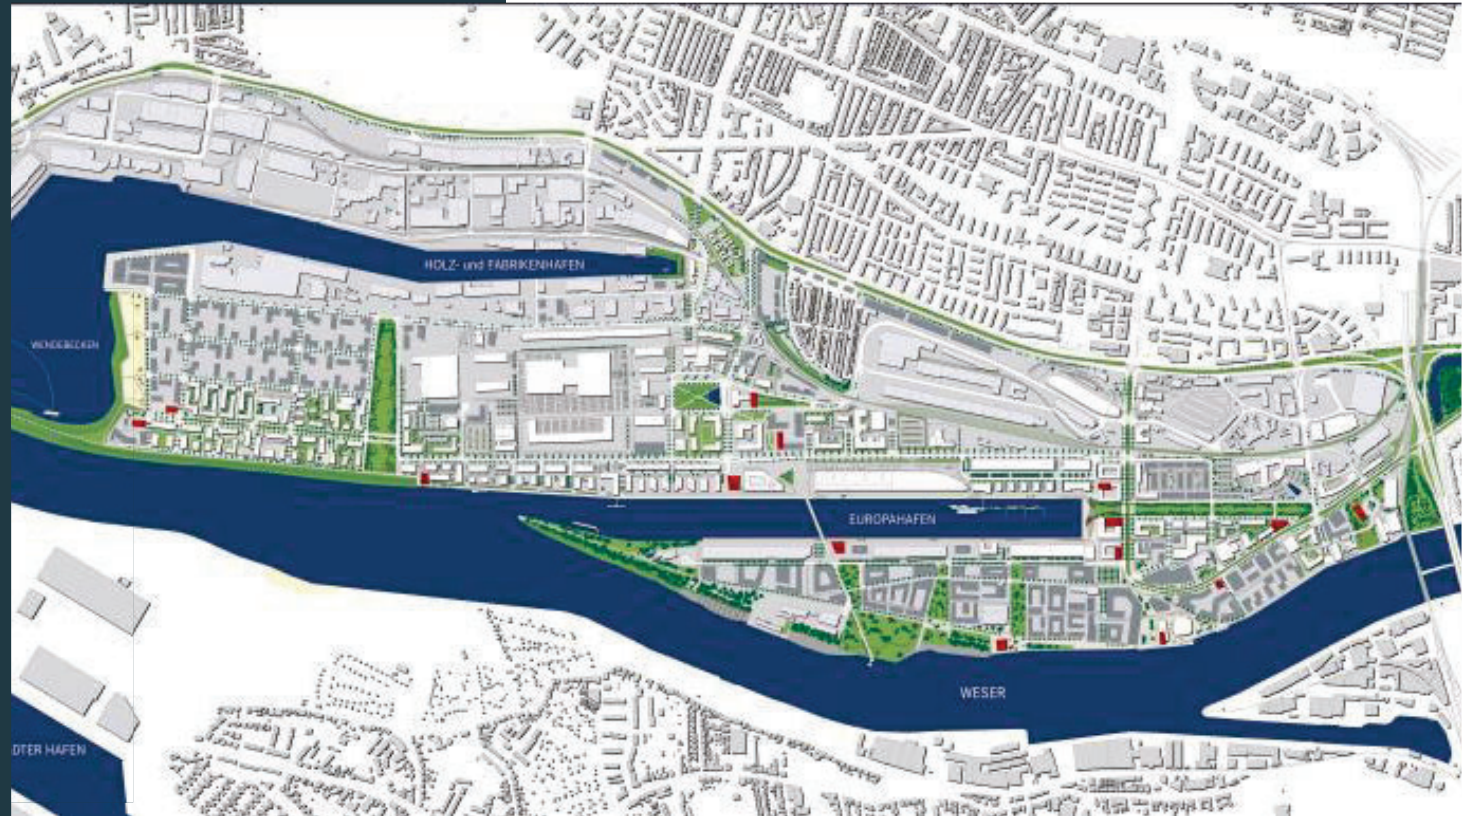 HOLZ- und FABRIKENHAFEN
WENDEBECKEN
EUROPAHAFEN
WESER
DTER HAFEN